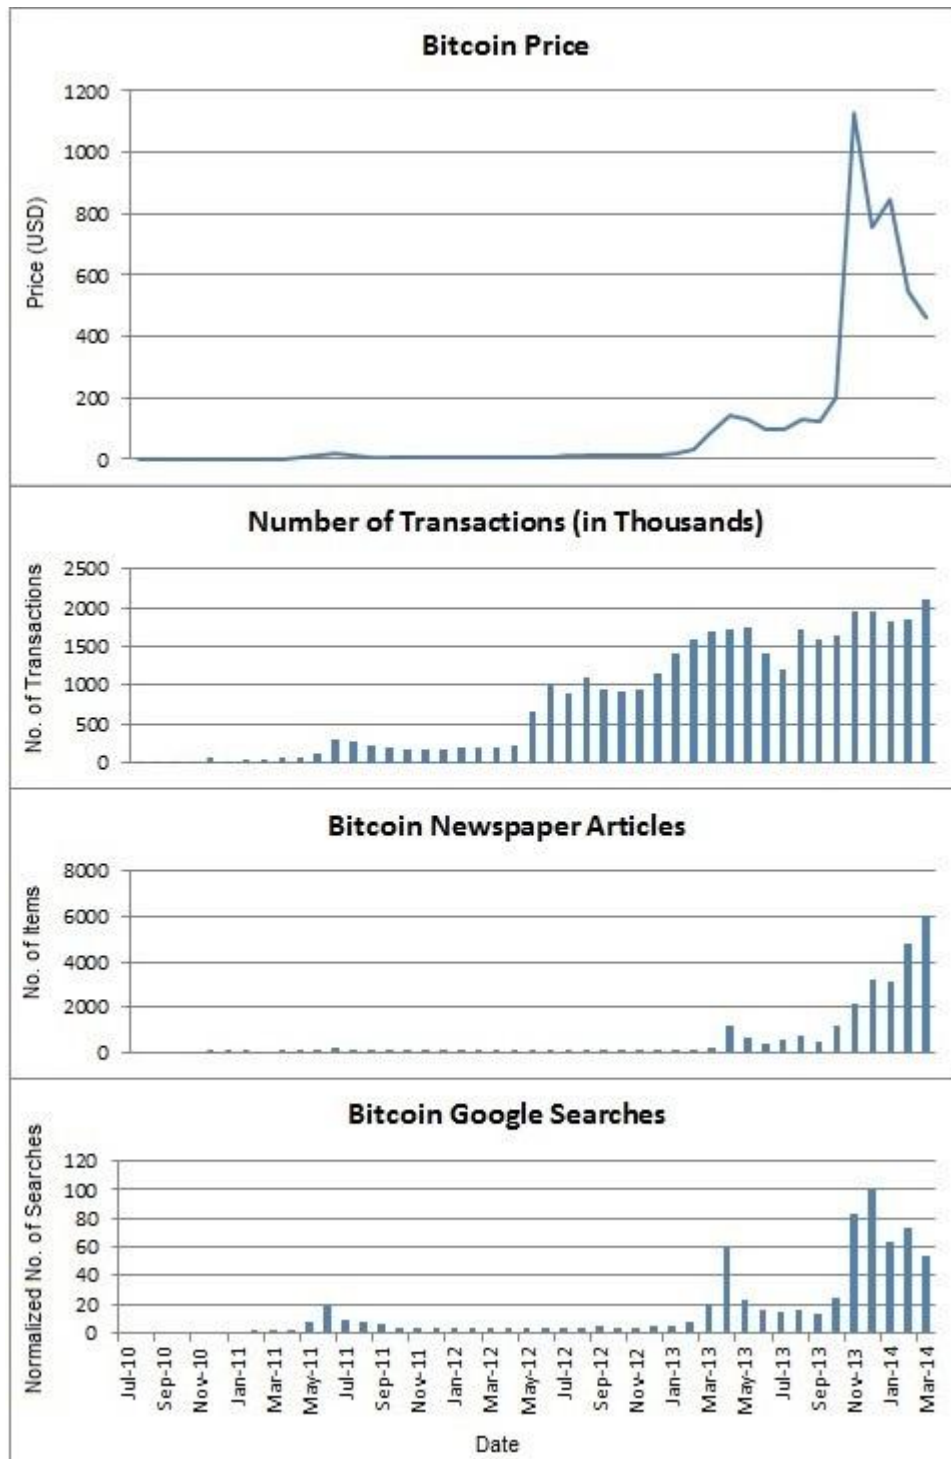 Bitcoin Price
1200
1000
800
600
400
200
0
Price (USD)
Number of Transactions (in Thousands)
2500
2000
1500
1000
500
0
No. of Transactions
Bitcoin Newspaper Articles
8000
6000
4000
2000
0
No. of Items
Bitcoin Google Searches
120
100
80
60
40
20
0
Normalized No. of Searches
Jul-10
Sep-10
Nov-10
Jan-11
Mar-11
May-11
Jul-11
Sep-11
Nov-11
Jan-12
Mar-12
May-12
Jul-12
Sep-12
Nov-12
Jan-13
Mar-13
May-13
Jul-13
Sep-13
Nov-13
Jan-14
Mar-14
Date